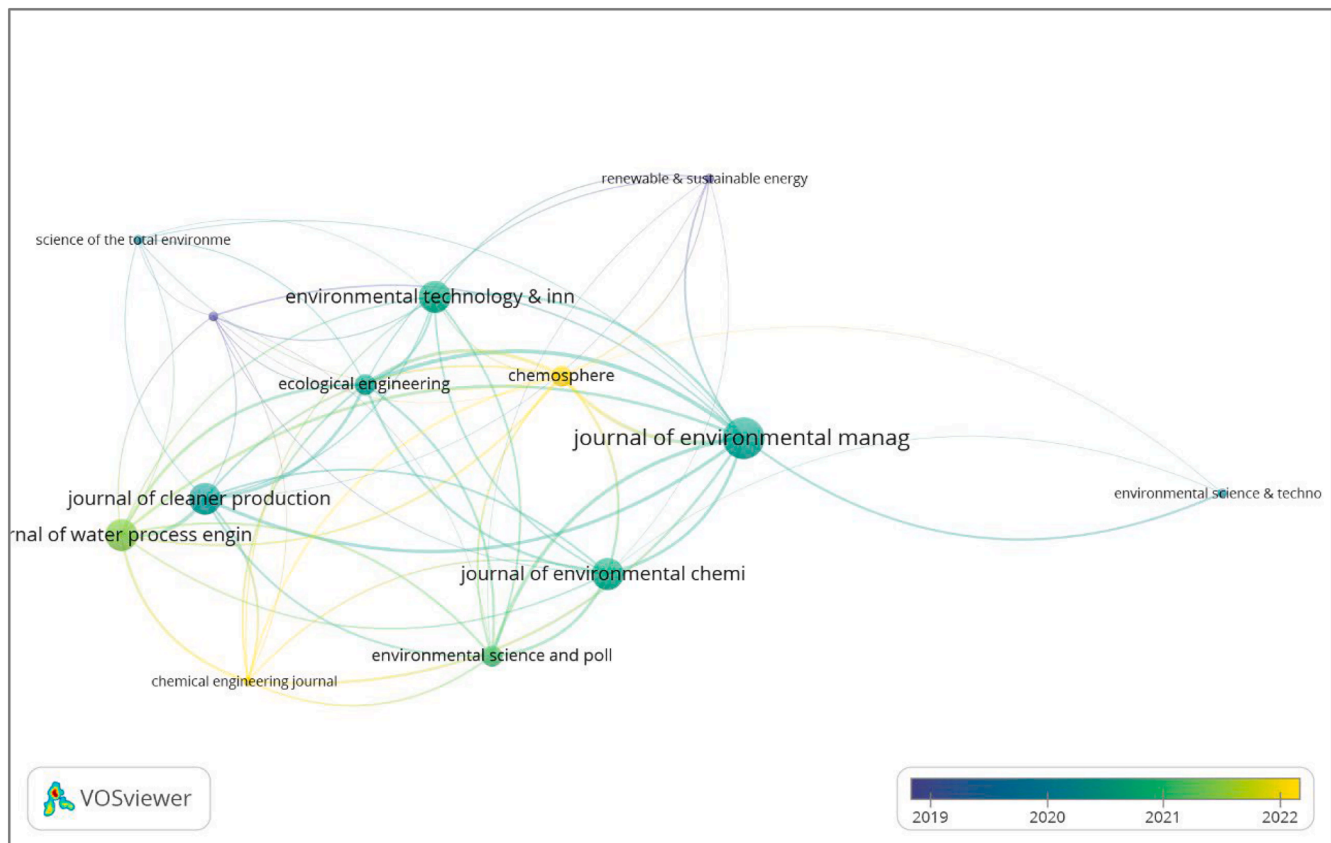 renewable & sustainable energy
science of the total environme
environmental technology & inn
chemosphere
ecological engineering
journal of environmental manag
environmental science & techno
journal of cleaner production
rnal of water process engin
journal of environmental chemi
environmental science and poll
chemical engineering journal
VOSviewer
2019 2020 2021 2022